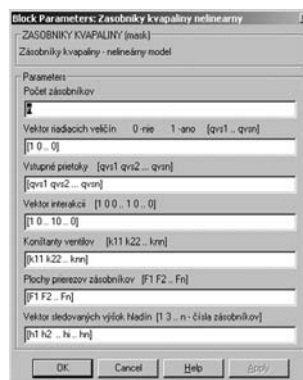 Block Parameters: Zasobniky kvapaliny nelinearny
ZASOBNIKY KVAPALINY (mask)
Zásobníky kvapaliny - nelineárny model
Parameters
Počet zásobníkov
Vektor riadiacich veličín 0 -nie 1 -ano [qvs1 .. qvsn]
[1 0 .. 0]
Vstupné prietoky [qvs1 qvs2 ... qvsn]
[qvs1 qvs2 ... qvsn]
Vektor interakcií [1 0 0 .. 1 0 .. 0]
[1 0 .. 10 .. 0]
Konštanty ventilov [k11 k22 ... knn]
[k11 k22 .. knn]
Plochy prierezov zásobníkov [F1 F2 .. Fn]
[F1 F2 .. Fn]
Vektor sledovaných výšok hladín [1 3 .. n - čísla zásobníkov]
[h1 h2 ... hi .. hn]
OK Cancel Help Apply